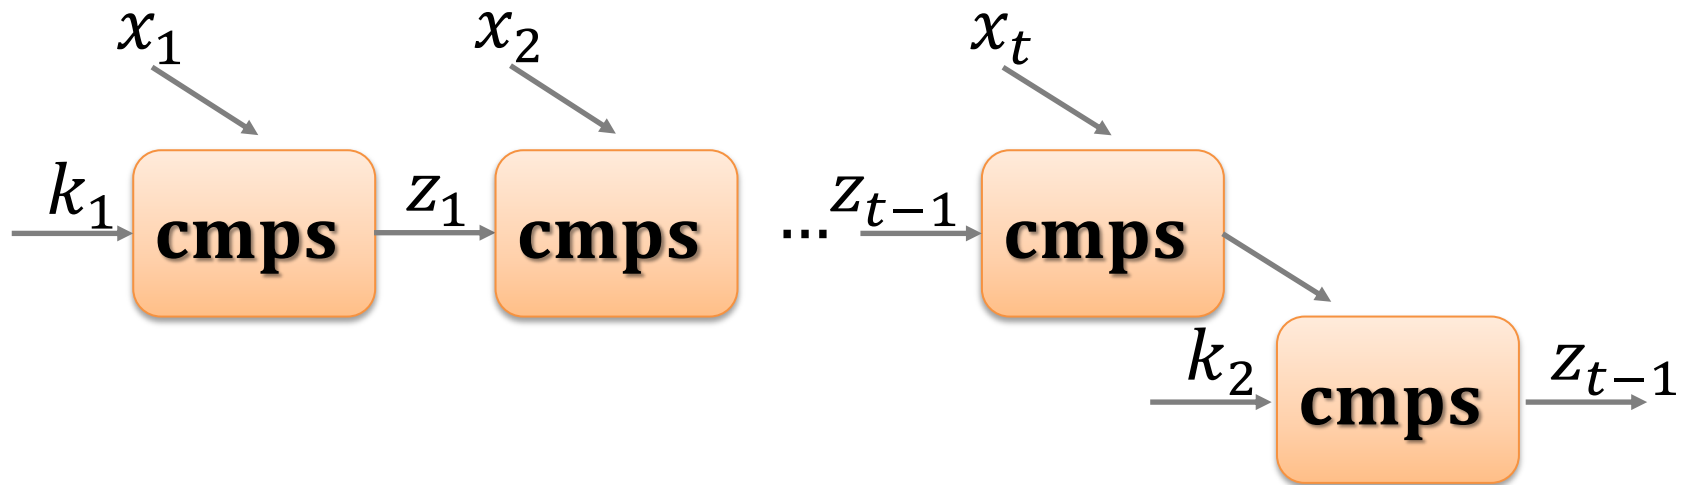 x₁ x₂ xₜ
k₁ z₁ zₜ₋₁
cmps cmps ... cmps
k₂ zₜ₋₁
cmps